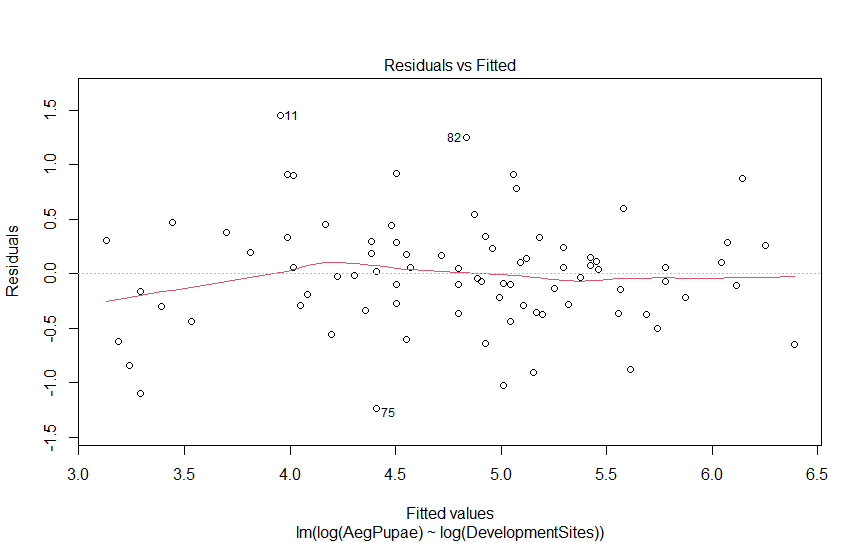 Residuals vs Fitted
1.5
1.0
0.5
0.0
-0.5
-1.0
-1.5
Residuals
11
82
75
3.0 3.5 4.0 4.5 5.0 5.5 6.0 6.5
Fitted values
lm(log(AegPupae) ~ log(DevelopmentSites))